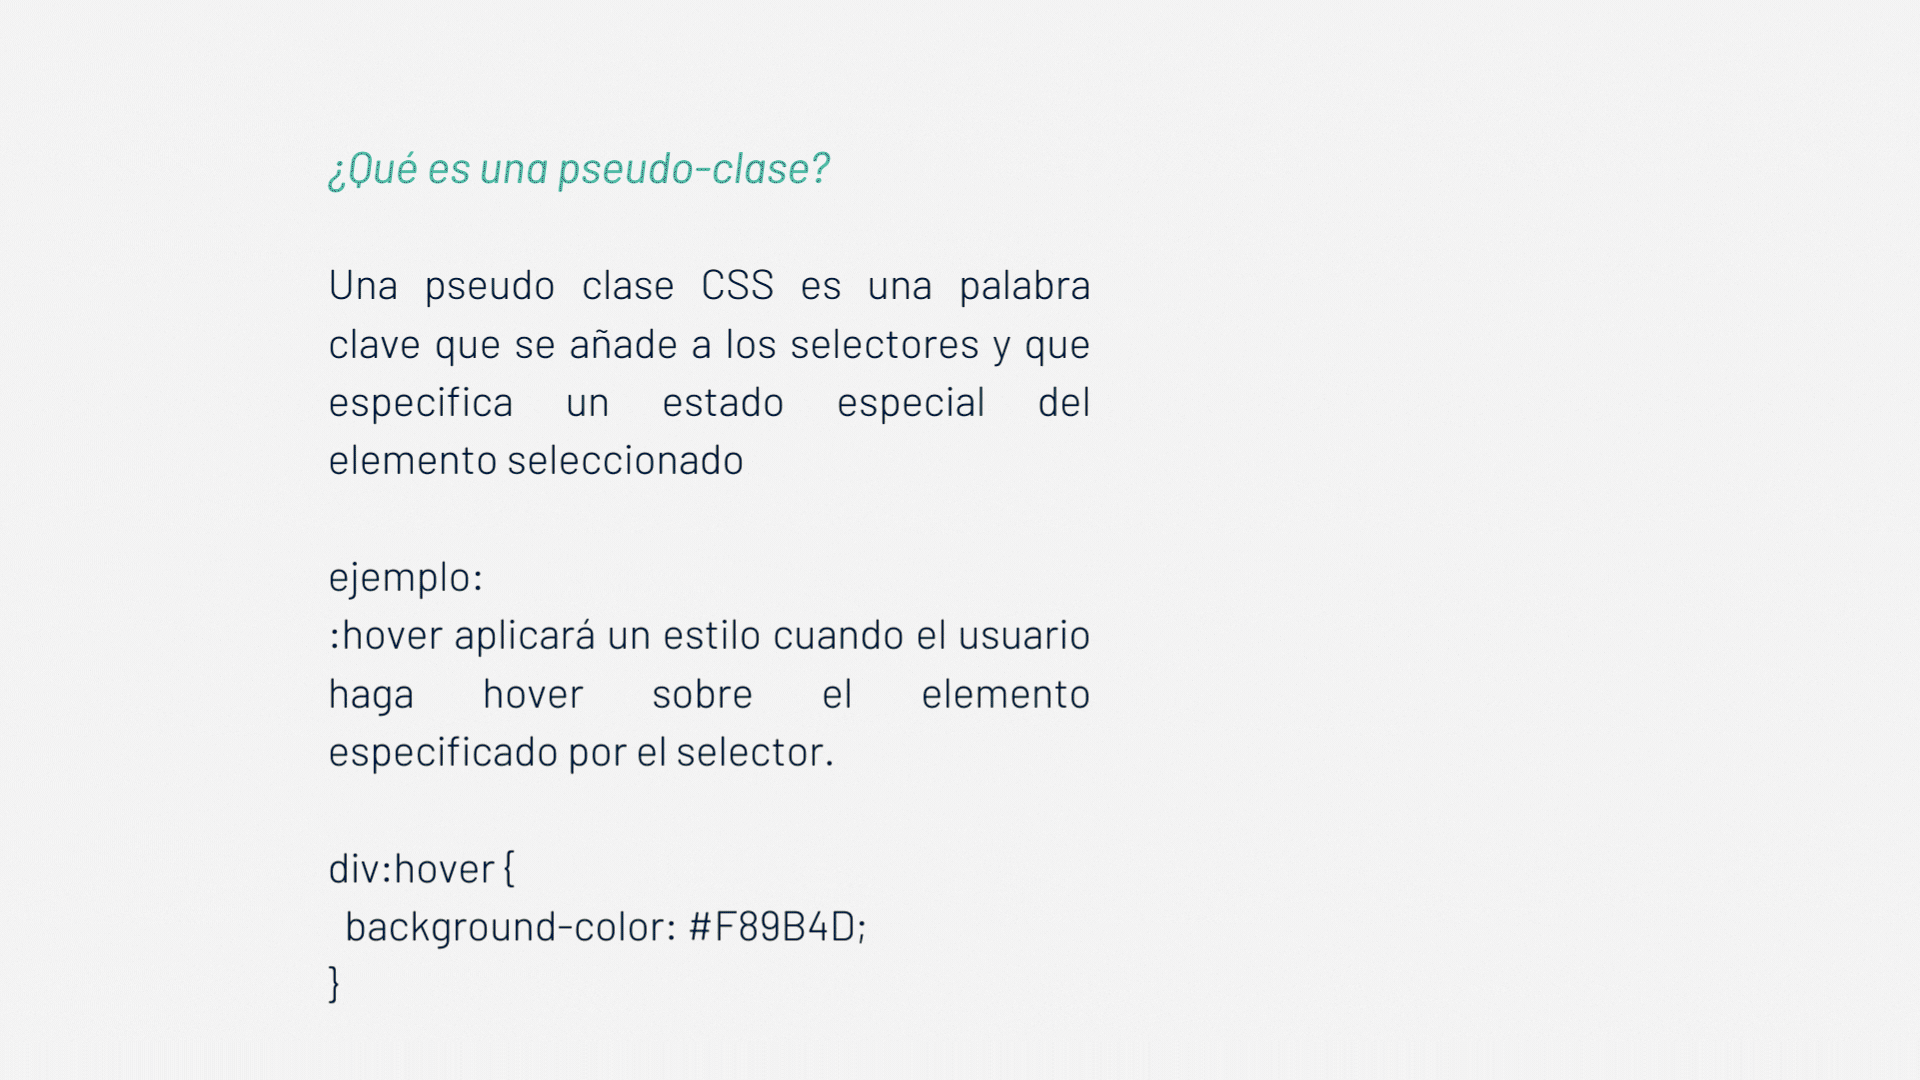 ¿Qué es una pseudo-clase?
Una pseudo clase CSS es una palabra
clave que se añade a los selectores y que
especifica un estado especial del
elemento seleccionado
ejemplo:
:hover aplicará un estilo cuando el usuario
haga hover sobre el elemento
especificado por el selector.
div:hover {
  background-color: #F89B4D;
}